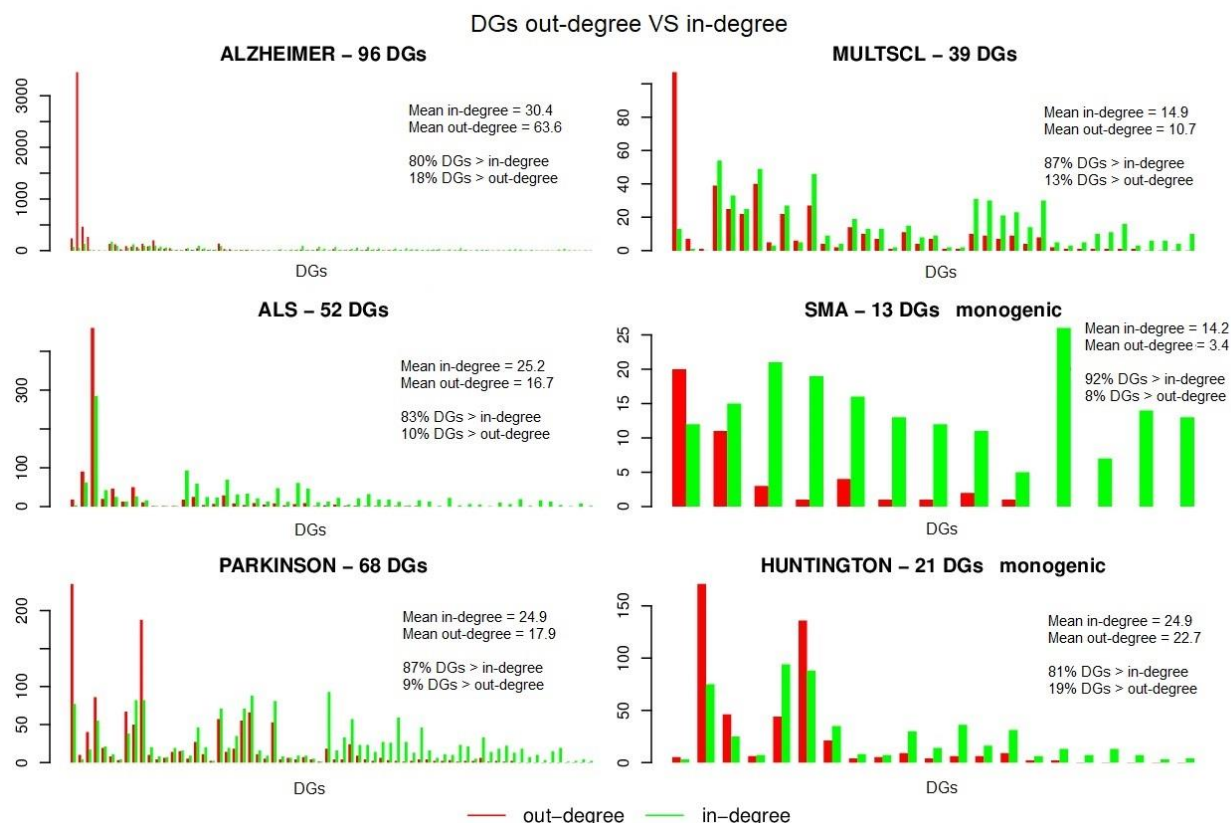 DGs out-degree VS in-degree
ALZHEIMER – 96 DGs
3000
2000
1000
0
Mean in-degree = 30.4
Mean out-degree = 63.6
80% DGs > in-degree
18% DGs > out-degree
DGs
MULTSCL – 39 DGs
80
60
40
20
0
Mean in-degree = 14.9
Mean out-degree = 10.7
87% DGs > in-degree
13% DGs > out-degree
DGs
ALS – 52 DGs
300
100
0
Mean in-degree = 25.2
Mean out-degree = 16.7
83% DGs > in-degree
10% DGs > out-degree
DGs
SMA – 13 DGs monogenic
25
20
15
10
5
0
Mean in-degree = 14.2
Mean out-degree = 3.4
92% DGs > in-degree
8% DGs > out-degree
DGs
PARKINSON – 68 DGs
200
100
50
0
Mean in-degree = 24.9
Mean out-degree = 17.9
87% DGs > in-degree
9% DGs > out-degree
DGs
HUNTINGTON – 21 DGs monogenic
150
100
50
0
Mean in-degree = 24.9
Mean out-degree = 22.7
81% DGs > in-degree
19% DGs > out-degree
DGs
out–degree in–degree